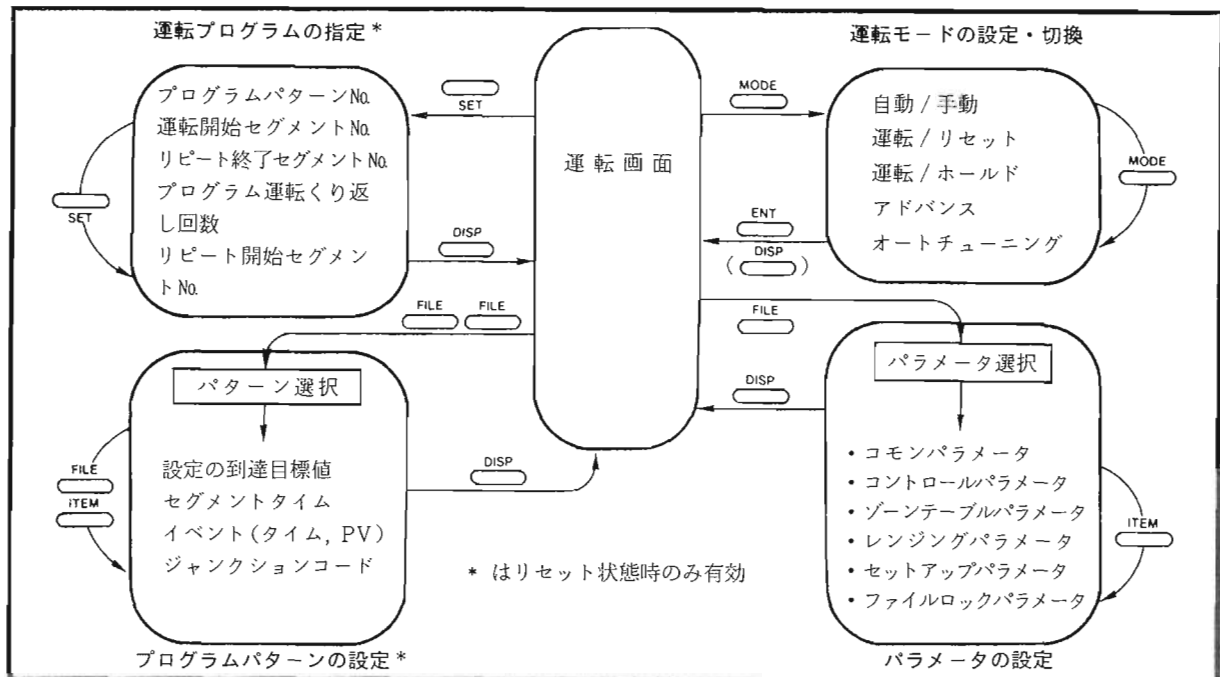 運転プログラムの指定*
プログラムパターンNo.
運転開始セグメントNo.
リピート終了セグメントNo.
プログラム運転くり返
し回数
リピート開始セグメン
トNo.
SET
SET
DISP
運転画面
運転モードの設定・切換
MODE
自動/手動
運転/リセット
運転/ホールド
アドバンス
オートチューニング
MODE
ENT
(DISP)
FILE FILE
パターン選択
設定の到達目標値
セグメントタイム
イベント(タイム, PV)
ジャンクションコード
FILE
ITEM
DISP
プログラムパターンの設定*
* はリセット状態時のみ有効
FILE
パラメータ選択
DISP
・コモンパラメータ
・コントロールパラメータ
・ゾーンテーブルパラメータ
・レンジングパラメータ
・セットアップパラメータ
・ファイルロックパラメータ
ITEM
パラメータの設定